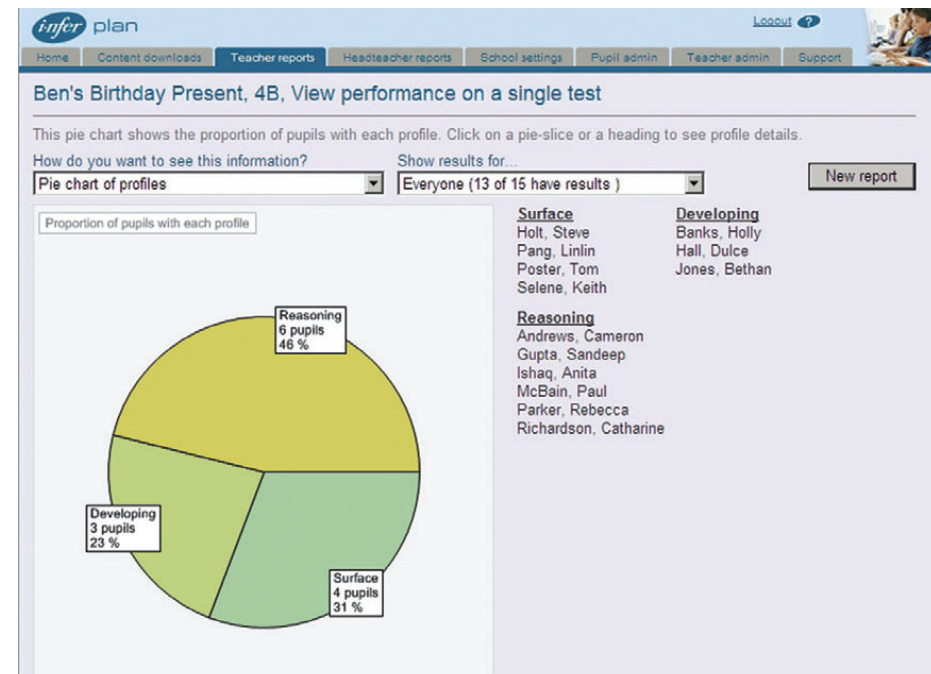 i·nfer plan
Logout ?
Home Content downloads Teacher reports Headteacher reports School settings Pupil admin Teacher admin Support
Ben's Birthday Present, 4B, View performance on a single test
This pie chart shows the proportion of pupils with each profile. Click on a pie-slice or a heading to see profile details.
How do you want to see this information?
Show results for...
Pie chart of profiles
Everyone (13 of 15 have results )
New report
Proportion of pupils with each profile
Reasoning
6 pupils
46 %
Developing
3 pupils
23 %
Surface
4 pupils
31 %
Surface
Holt, Steve
Pang, Linlin
Poster, Tom
Selene, Keith
Developing
Banks, Holly
Hall, Dulce
Jones, Bethan
Reasoning
Andrews, Cameron
Gupta, Sandeep
Ishaq, Anita
McBain, Paul
Parker, Rebecca
Richardson, Catharine